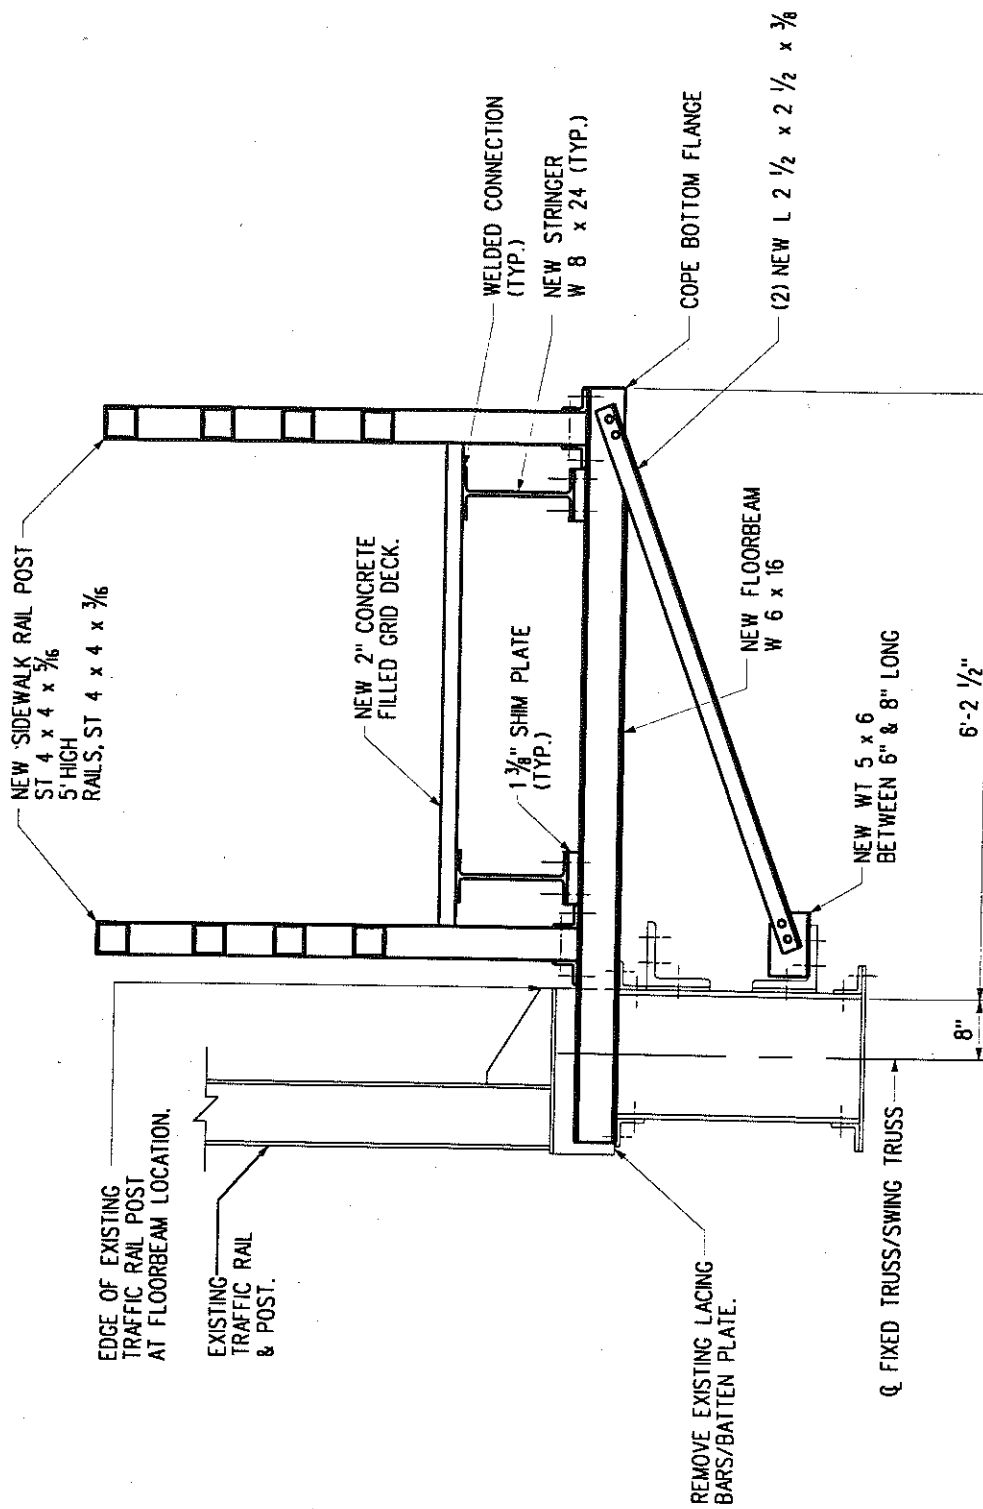 EDGE OF EXISTING
TRAFFIC RAIL POST
AT FLOORBEAM LOCATION.
EXISTING
TRAFFIC RAIL
& POST.
NEW SIDEWALK RAIL POST
ST 4 x 4 x 5/16
5' HIGH
RAILS, ST 4 x 4 x 3/16
NEW 2" CONCRETE
FILLED GRID DECK.
1 3/8" SHIM PLATE
(TYP.)
WELDED CONNECTION
(TYP.)
NEW STRINGER
W 8 x 24 (TYP.)
COPE BOTTOM FLANGE
(2) NEW L 2 1/2 x 2 1/2 x 3/8
NEW FLOORBEAM
W 6 x 16
NEW WT 5 x 6
BETWEEN 6" & 8" LONG
REMOVE EXISTING LACING
BARS/BATTEN PLATE.
℄ FIXED TRUSS/SWING TRUSS
8"
6'-2 1/2"